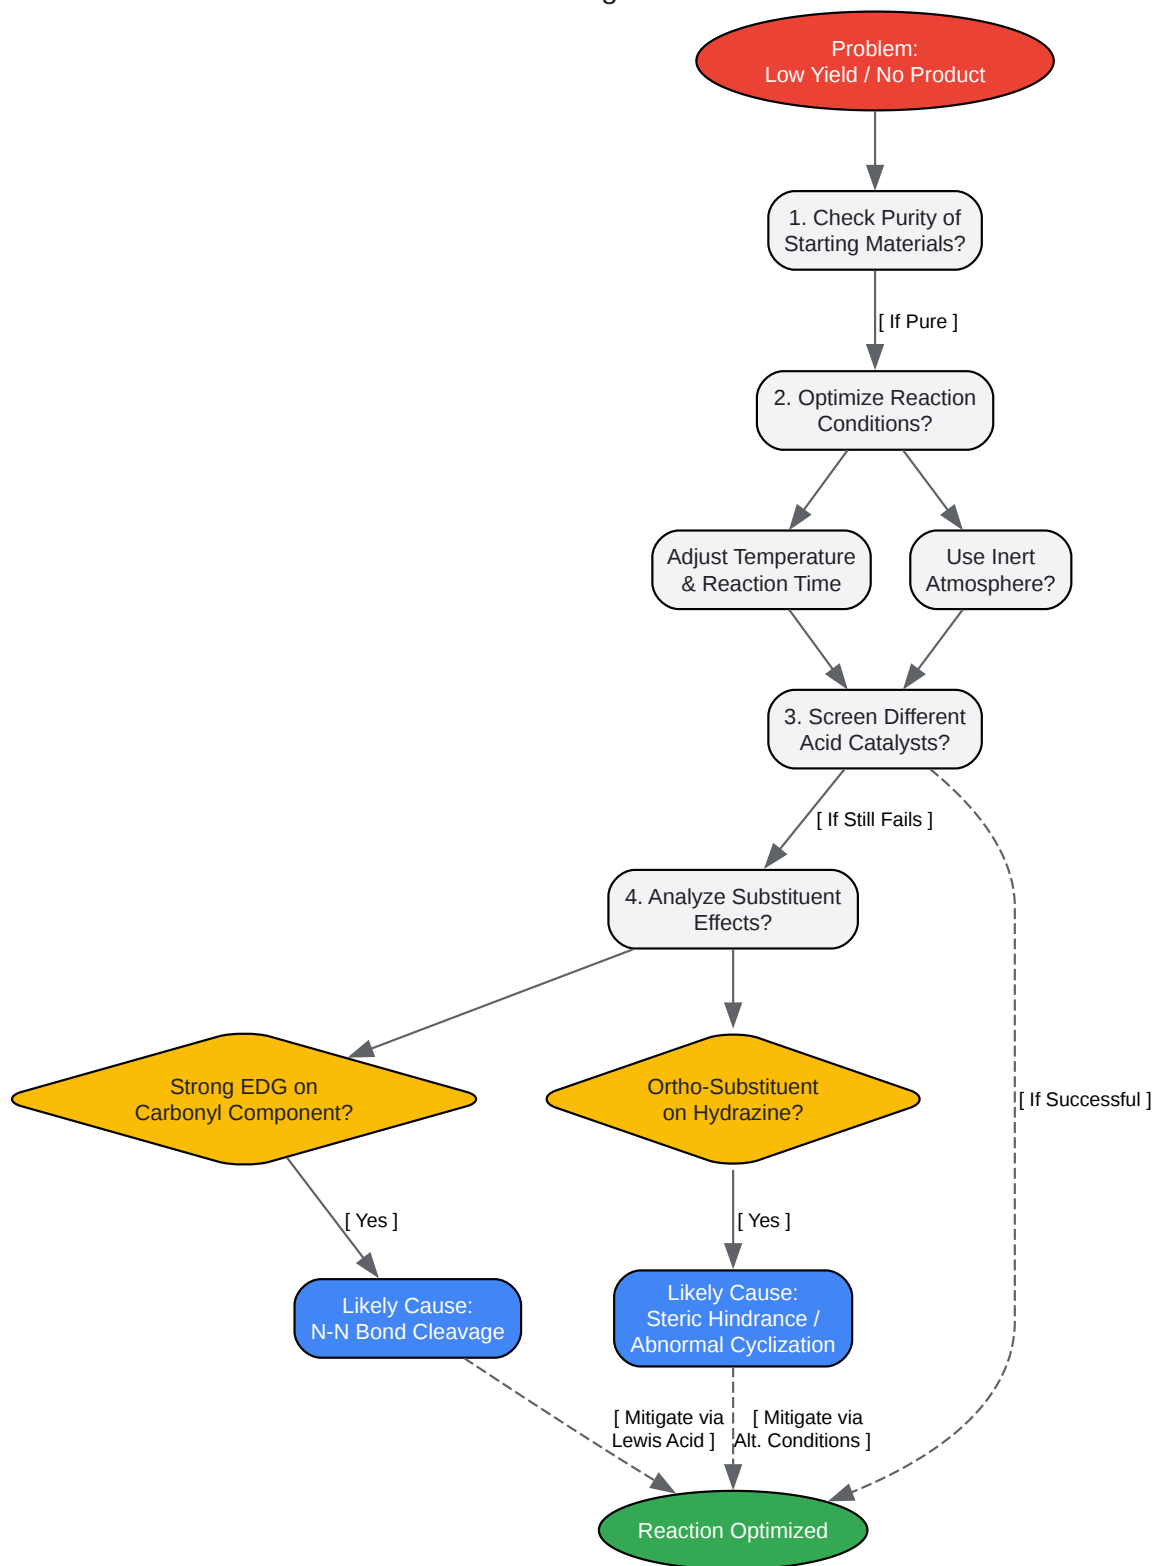 Problem:
Low Yield / No Product
1. Check Purity of
Starting Materials?
[ If Pure ]
2. Optimize Reaction
Conditions?
Adjust Temperature
& Reaction Time
Use Inert
Atmosphere?
3. Screen Different
Acid Catalysts?
[ If Still Fails ]
4. Analyze Substituent
Effects?
Strong EDG on
Carbonyl Component?
Ortho-Substituent
on Hydrazine?
[ If Successful ]
[ Yes ]
[ Yes ]
Likely Cause:
N-N Bond Cleavage
Likely Cause:
Steric Hindrance /
Abnormal Cyclization
[ Mitigate via
Lewis Acid ]
[ Mitigate via
Alt. Conditions ]
Reaction Optimized